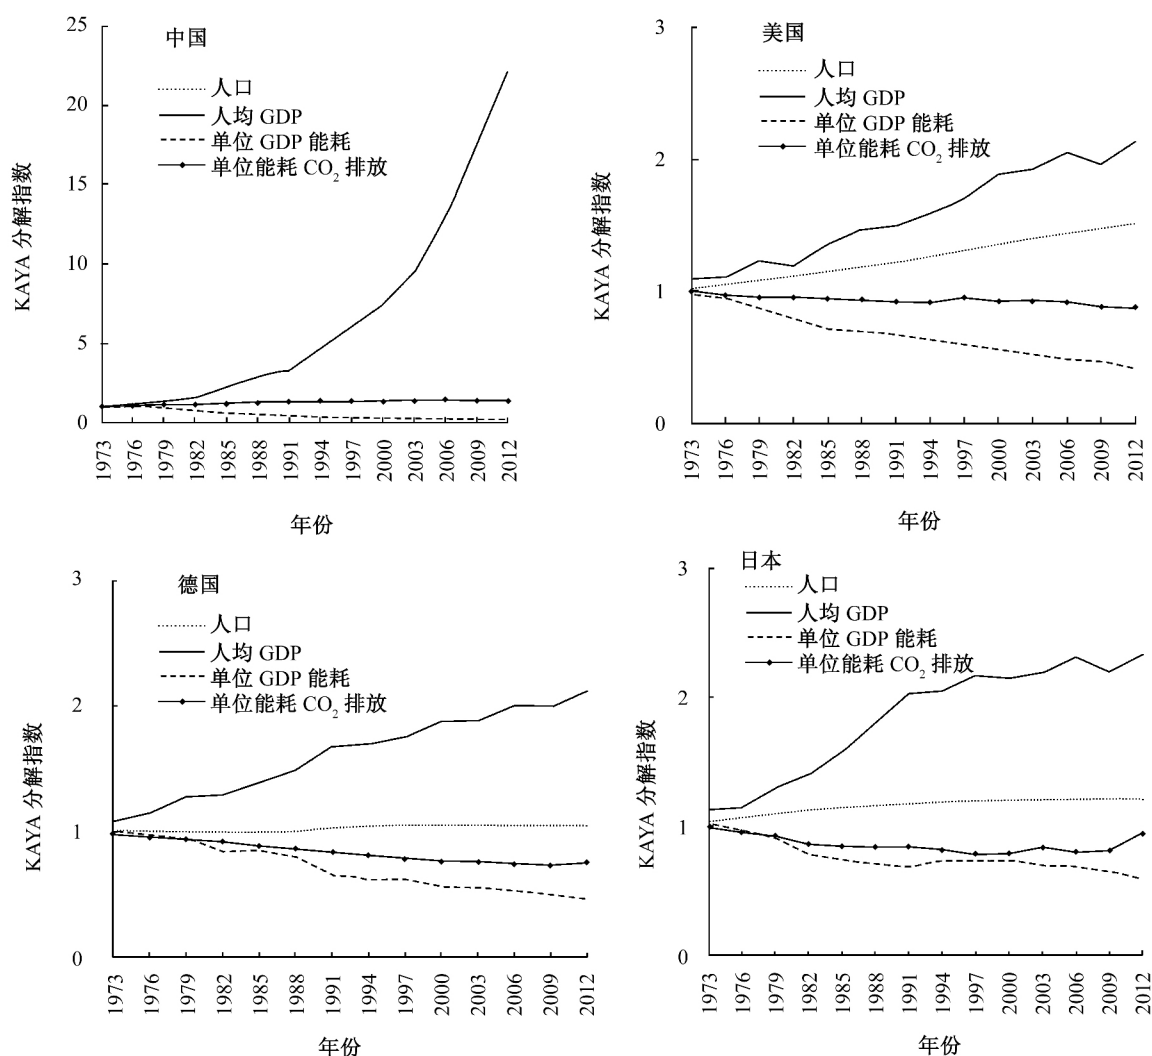 中国
人口
人均 GDP
单位 GDP 能耗
单位能耗 CO₂ 排放
KAYA 分解指数
25
20
15
10
5
0
1973
1976
1979
1982
1985
1988
1991
1994
1997
2000
2003
2006
2009
2012
年份
美国
人口
人均 GDP
单位 GDP 能耗
单位能耗 CO₂ 排放
KAYA 分解指数
3
2
1
0
1973
1976
1979
1982
1985
1988
1991
1994
1997
2000
2003
2006
2009
2012
年份
德国
人口
人均 GDP
单位 GDP 能耗
单位能耗 CO₂ 排放
KAYA 分解指数
3
2
1
0
1973
1976
1979
1982
1985
1988
1991
1994
1997
2000
2003
2006
2009
2012
年份
日本
人口
人均 GDP
单位 GDP 能耗
单位能耗 CO₂ 排放
KAYA 分解指数
3
2
1
0
1973
1976
1979
1982
1985
1988
1991
1994
1997
2000
2003
2006
2009
2012
年份